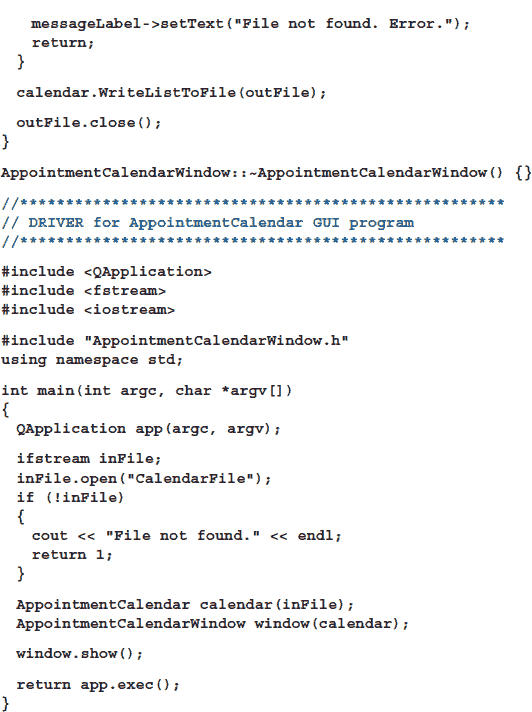 messageLabel->setText("File not found. Error.");
return;
}
calendar.WriteListToFile(outFile);
outFile.close();
}
AppointmentCalendarWindow::~AppointmentCalendarWindow() {}
//******************************************************
// DRIVER for AppointmentCalendar GUI program
//******************************************************
#include <QApplication>
#include <fstream>
#include <iostream>
#include "AppointmentCalendarWindow.h"
using namespace std;
int main(int argc, char *argv[])
{
QApplication app(argc, argv);
ifstream inFile;
inFile.open("CalendarFile");
if (!inFile)
{
cout << "File not found." << endl;
return 1;
}
AppointmentCalendar calendar(inFile);
AppointmentCalendarWindow window(calendar);
window.show();
return app.exec();
}